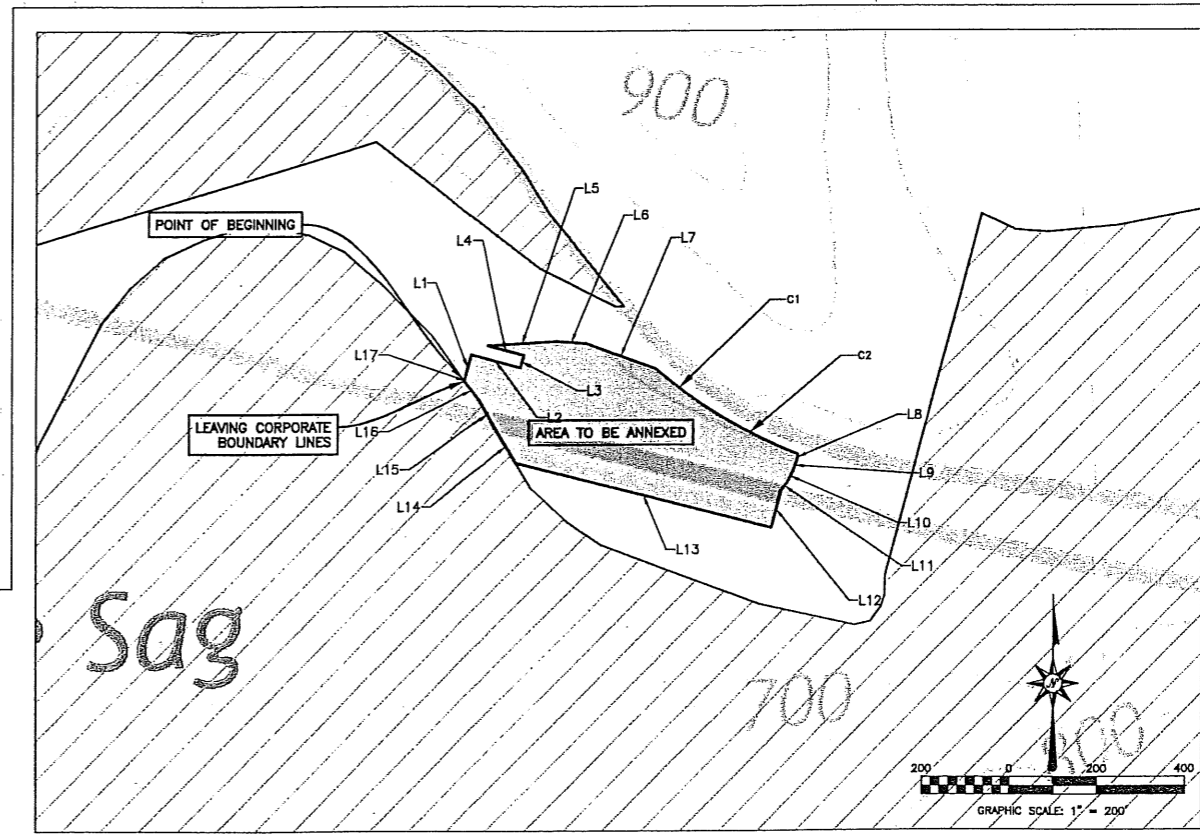 900
L5
L6
POINT OF BEGINNING
L4
L7
L1
C1
L17
C2
L3
L2
L8
LEAVING CORPORATE
BOUNDARY LINES
L16
AREA TO BE ANNEXED
L15
L9
L14
L10
L13
L11
L12
Sag
700
N
800
200 0 200 400
GRAPHIC SCALE: 1" = 200'